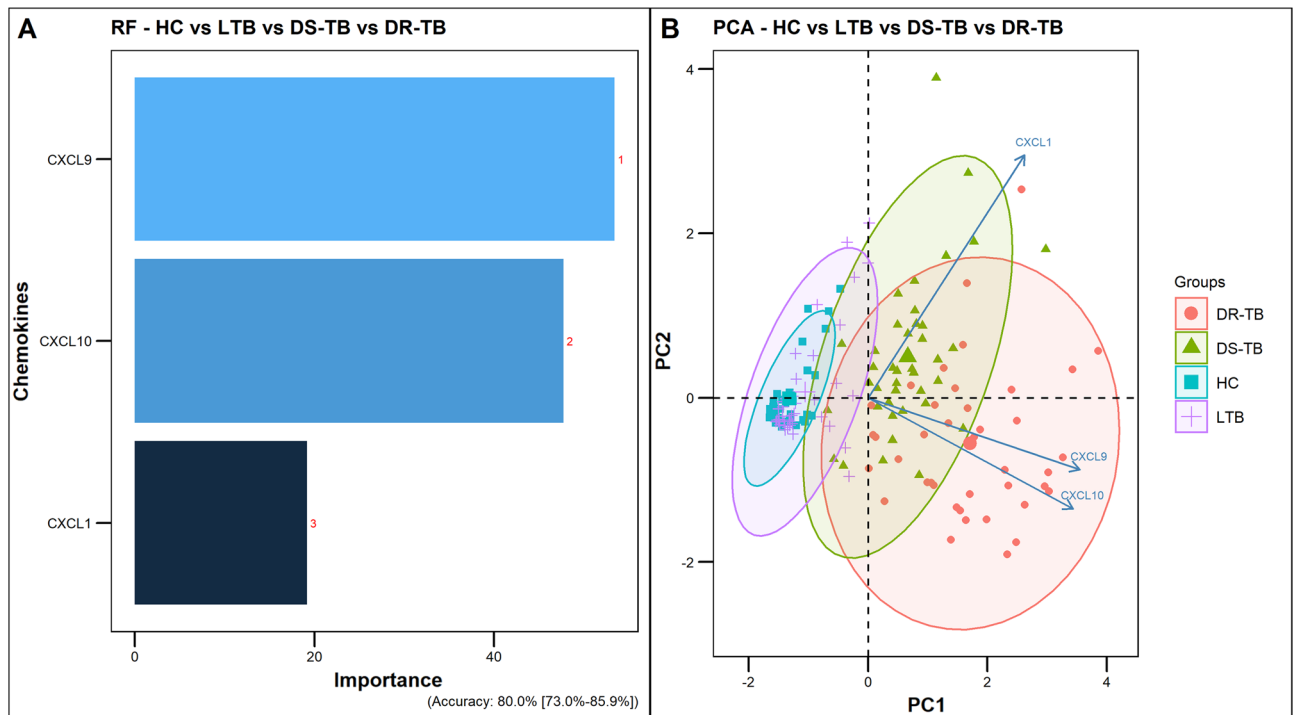 A
RF - HC vs LTB vs DS-TB vs DR-TB
Chemokines
CXCL9
1
CXCL10
2
CXCL1
3
0
20
40
Importance
(Accuracy: 80.0% [73.0%-85.9%])
B
PCA - HC vs LTB vs DS-TB vs DR-TB
PC2
4
2
0
-2
CXCL1
CXCL9
CXCL10
-2
0
2
4
PC1
Groups
DR-TB
DS-TB
HC
LTB